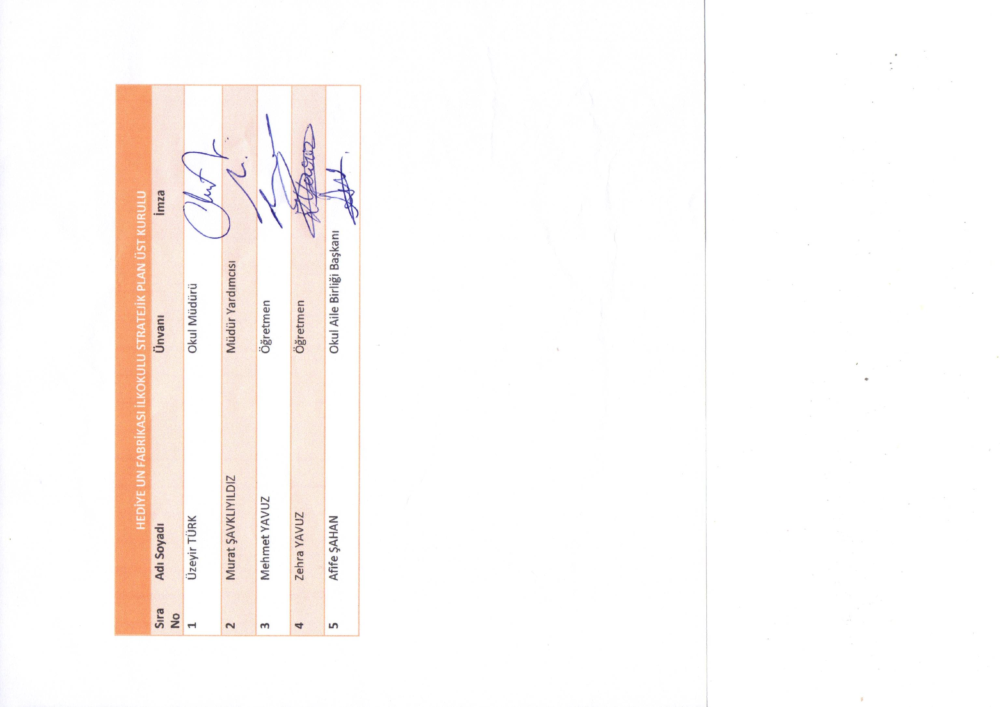 HEDİYE UN FABRİKASI İLKOKULU STRATEJİK PLAN ÜST KURULU
Sıra No Adı Soyadı Ünvanı İmza
1 Üzeyir TÜRK Okul Müdürü
2 Murat ŞAVKLIYILDIZ Müdür Yardımcısı
3 Mehmet YAVUZ Öğretmen
4 Zehra YAVUZ Öğretmen
5 Afife ŞAHAN Okul Aile Birliği Başkanı